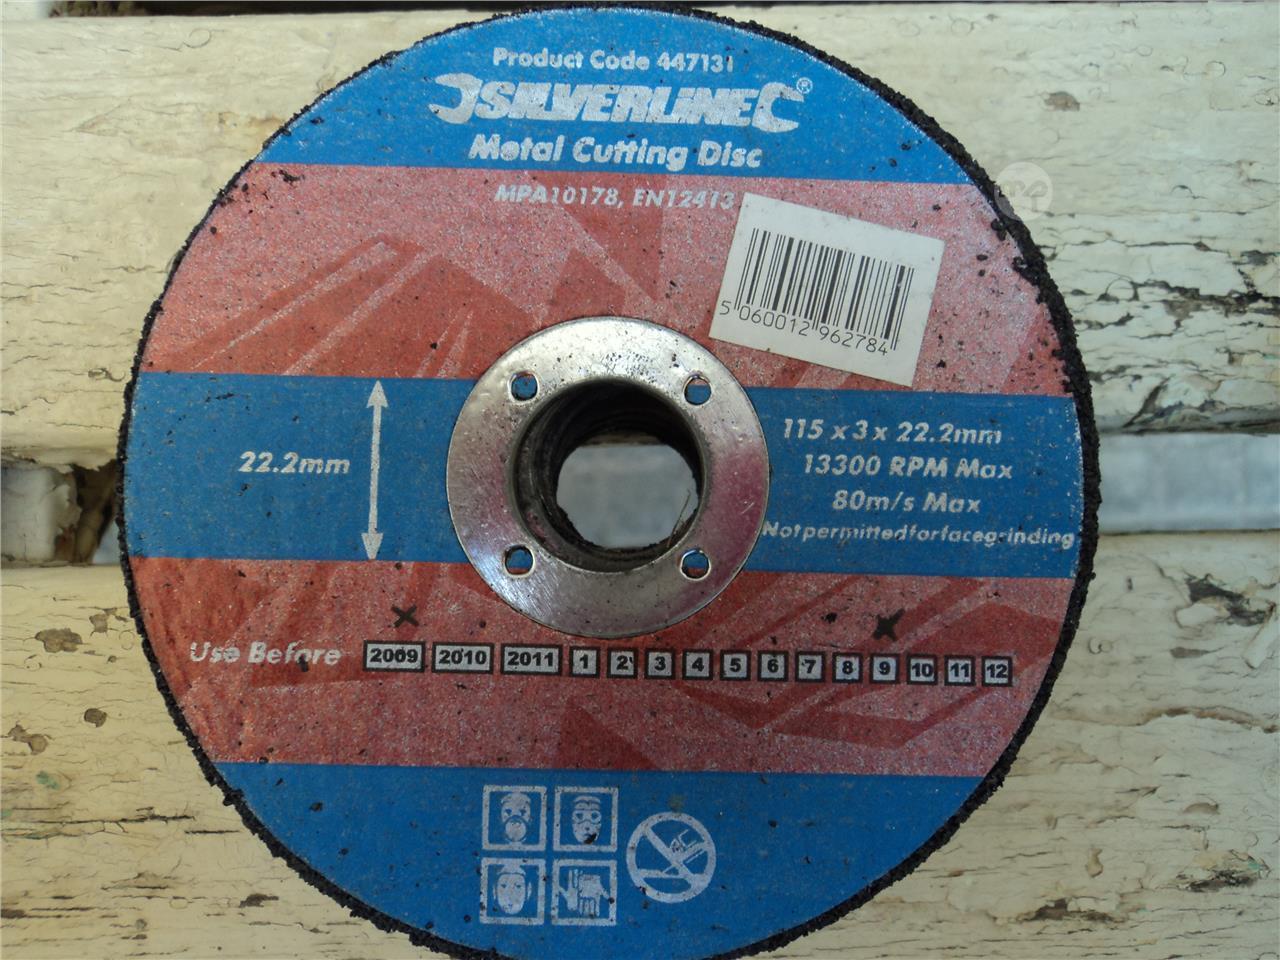 Product Code 447131
SILVERLINE®
Metal Cutting Disc
MPA10178, EN12413
5 060012 962784
22.2mm
115 x 3 x 22.2mm
13300 RPM Max
80m/s Max
Notpermittedforfacegrinding
Use Before 2009 2010 2011 1 2 3 4 5 6 7 8 9 10 11 12